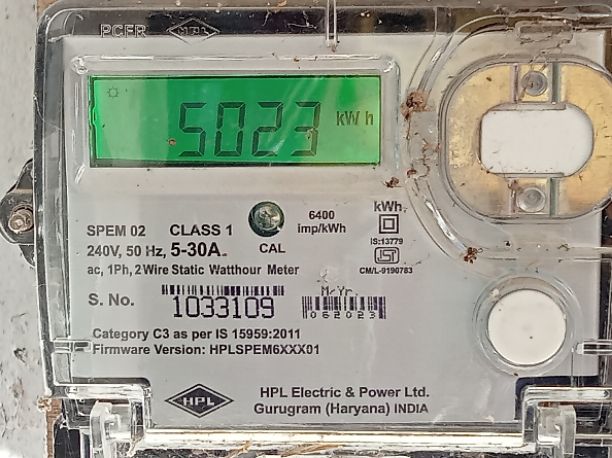 PCFR HPL
5023 kWh
SPEM 02 CLASS 1
240V, 50 Hz, 5-30A
ac, 1Ph, 2 Wire Static Watthour Meter
CAL
6400
imp/kWh
kWh
IS:13779
ISI
CM/L-9190783
S. No. 1033109
M/Yr
062023
Category C3 as per IS 15959:2011
Firmware Version: HPLSPEM6XXX01
HPL
HPL Electric & Power Ltd.
Gurugram (Haryana) INDIA